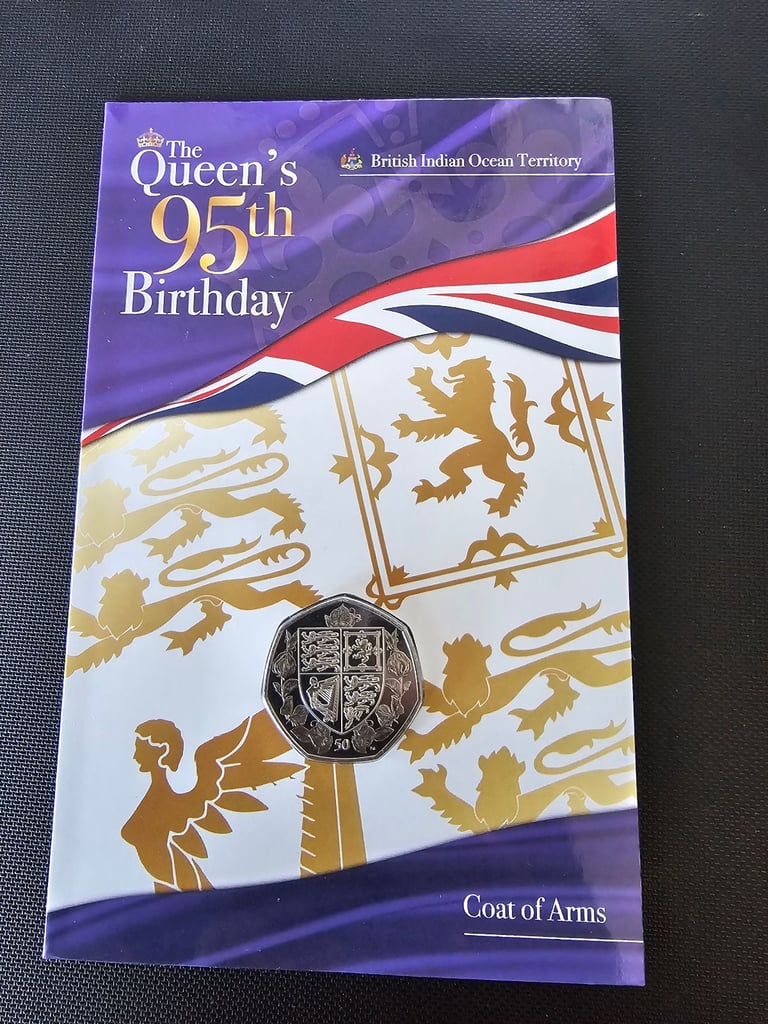 The
Queen's
95th
Birthday
British Indian Ocean Territory
50
Coat of Arms